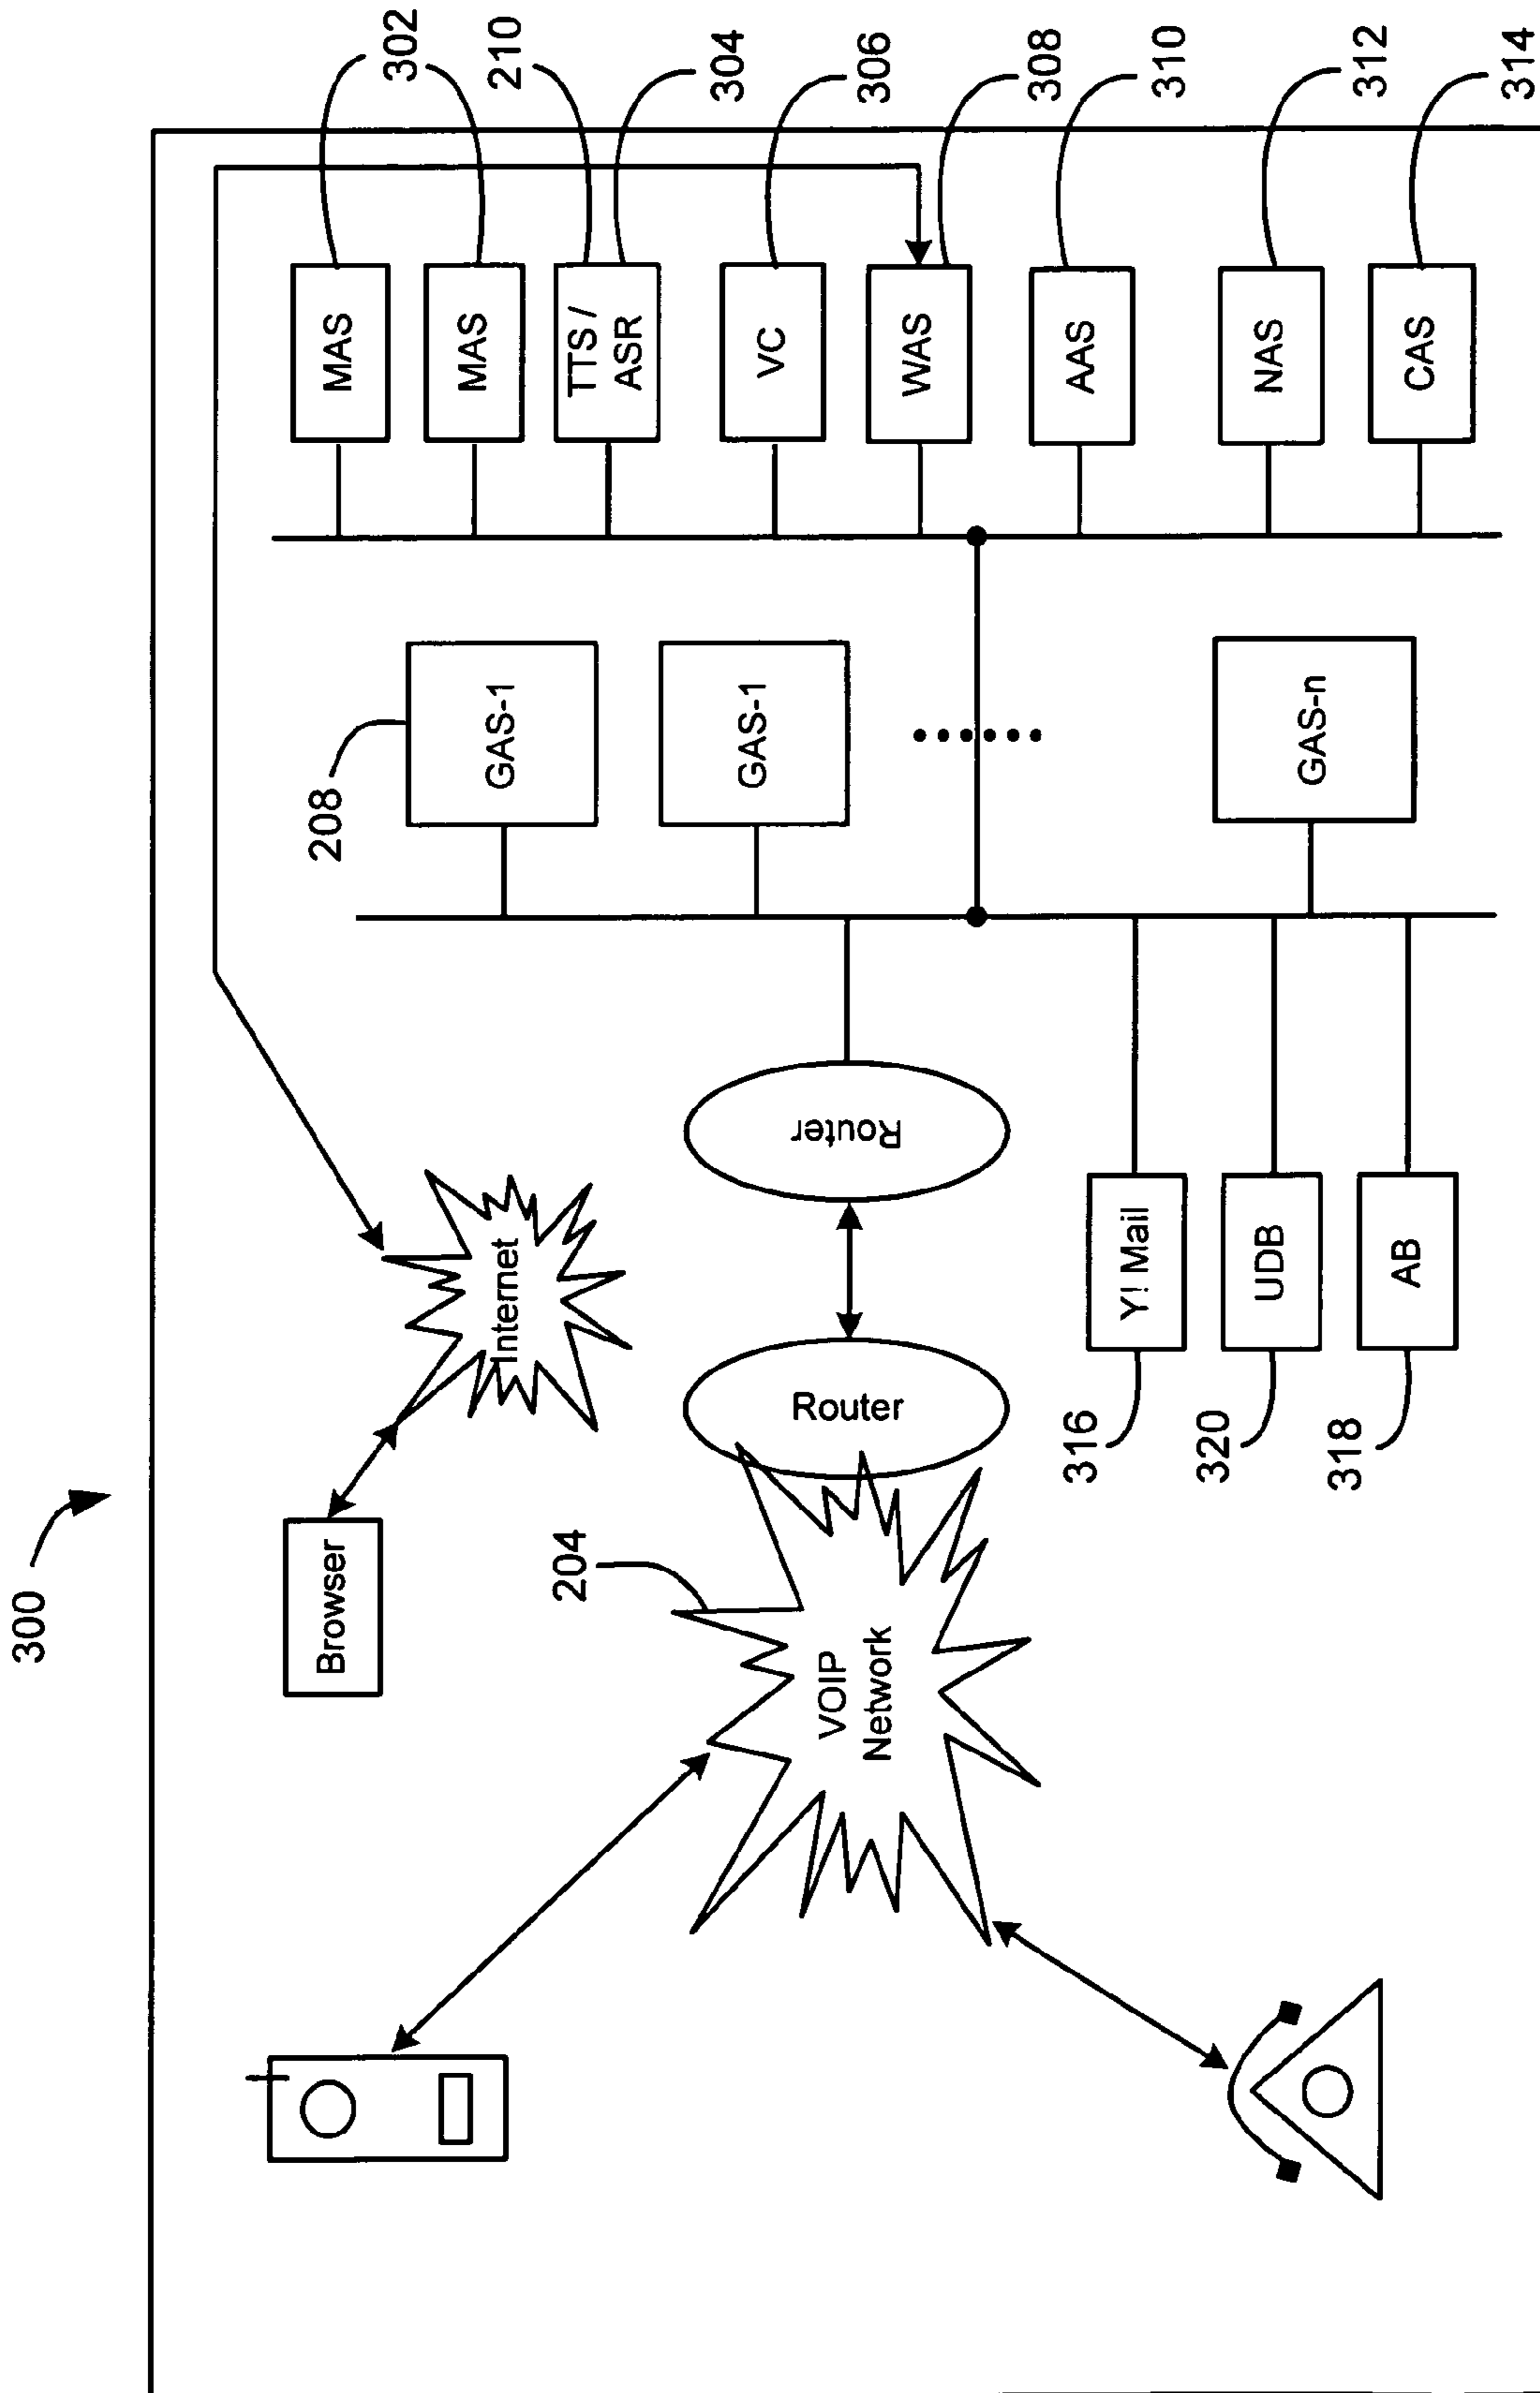 300
302
210
304
306
308
310
312
314
MAS
MAS
TTS /
ASR
VC
WAS
AAS
NAS
CAS
208
GAS-1
GAS-1
GAS-n
Internet
Browser
Router
Router
204
VOIP
Network
Y! Mail
UDB
AB
316
320
318